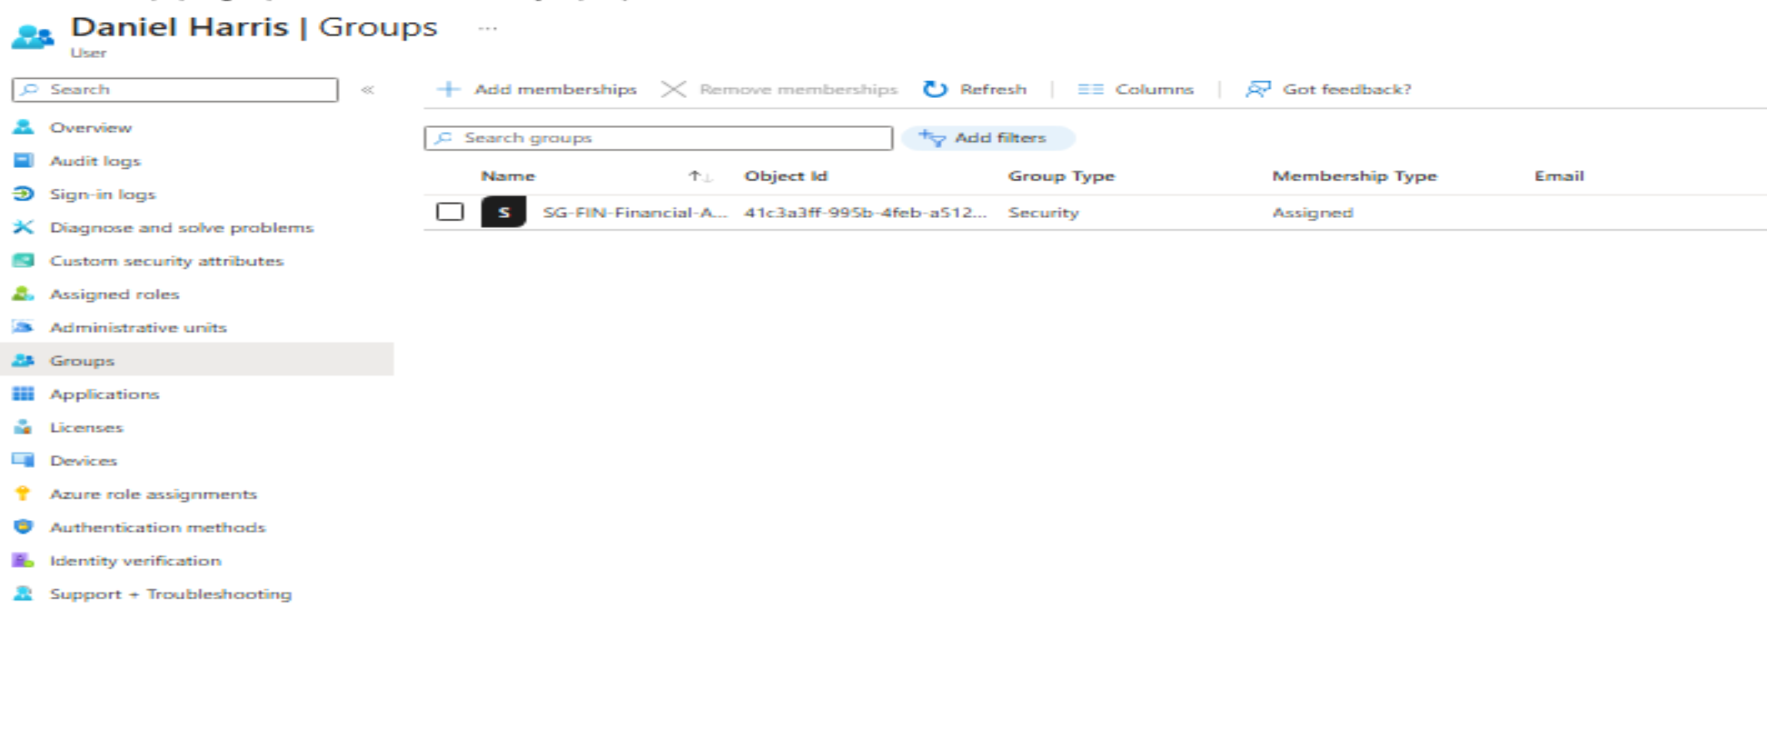 Daniel Harris | Groups ...
User
Search «
Overview
Audit logs
Sign-in logs
Diagnose and solve problems
Custom security attributes
Assigned roles
Administrative units
Groups
Applications
Licenses
Devices
Azure role assignments
Authentication methods
Identity verification
Support + Troubleshooting
+ Add memberships Remove memberships Refresh | Columns | Got feedback?
Search groups Add filters
Name ↑↓ Object Id Group Type Membership Type Email
S SG-FIN-Financial-A... 41c3a3ff-995b-4feb-a512... Security Assigned